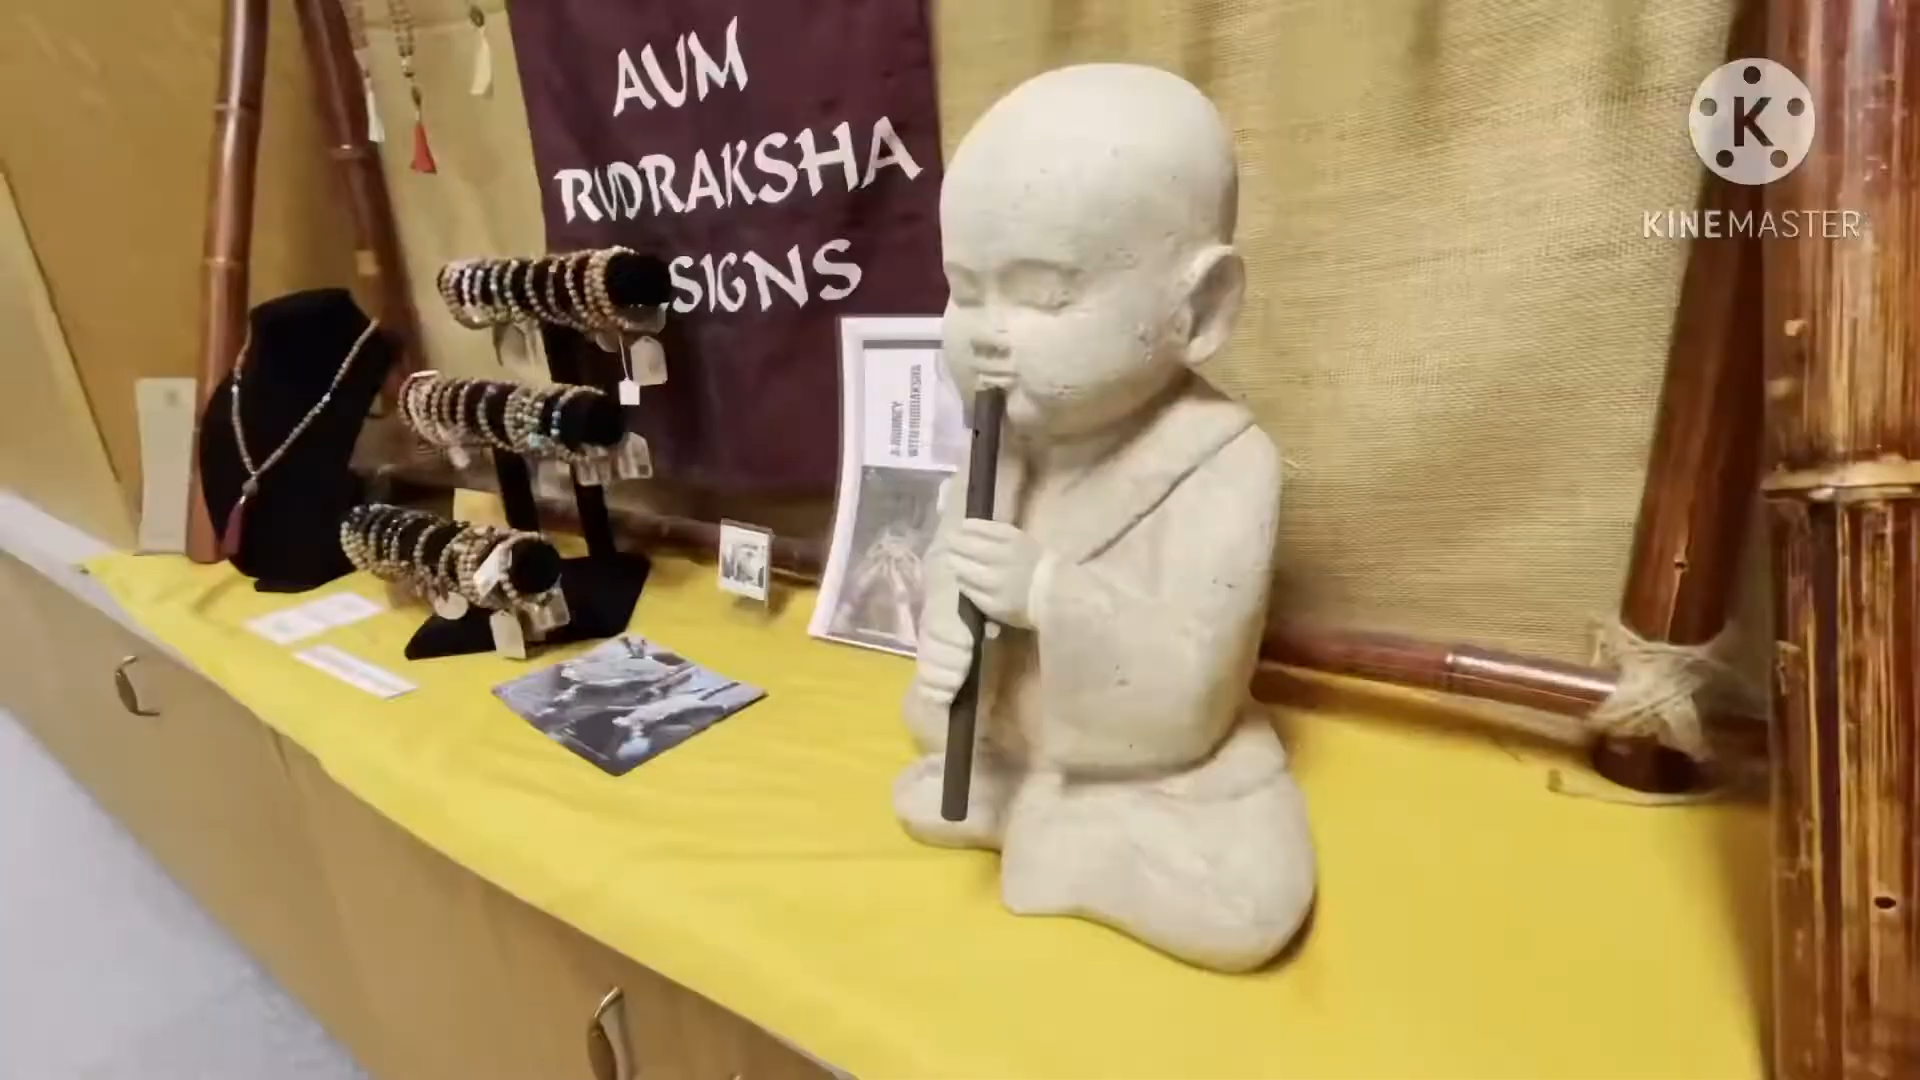 AUM
RUDRAKSHA
SIGNS
A JOURNEY
WITH RUDRAKSHA
K
KINEMASTER